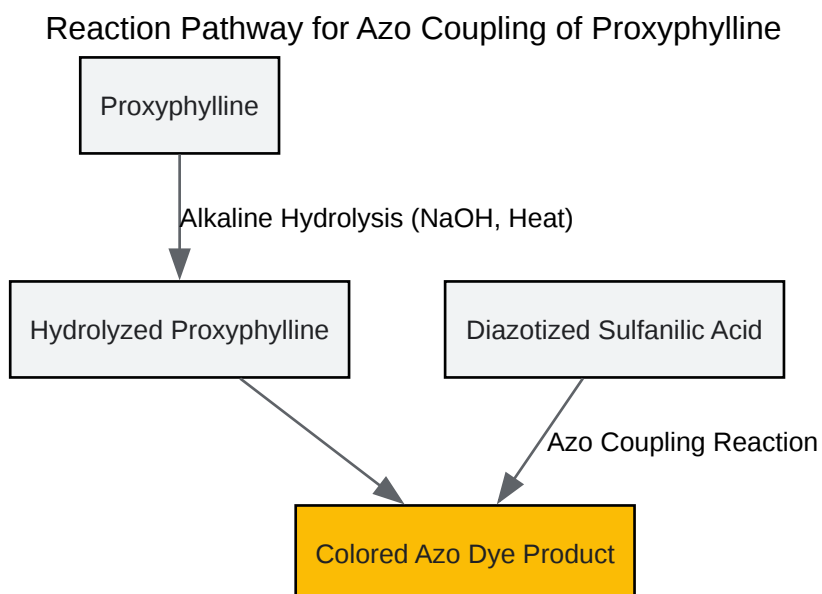 Reaction Pathway for Azo Coupling of Proxyphylline
Proxyphylline
Alkaline Hydrolysis (NaOH, Heat)
Hydrolyzed Proxyphylline
Diazotized Sulfanilic Acid
Azo Coupling Reaction
Colored Azo Dye Product